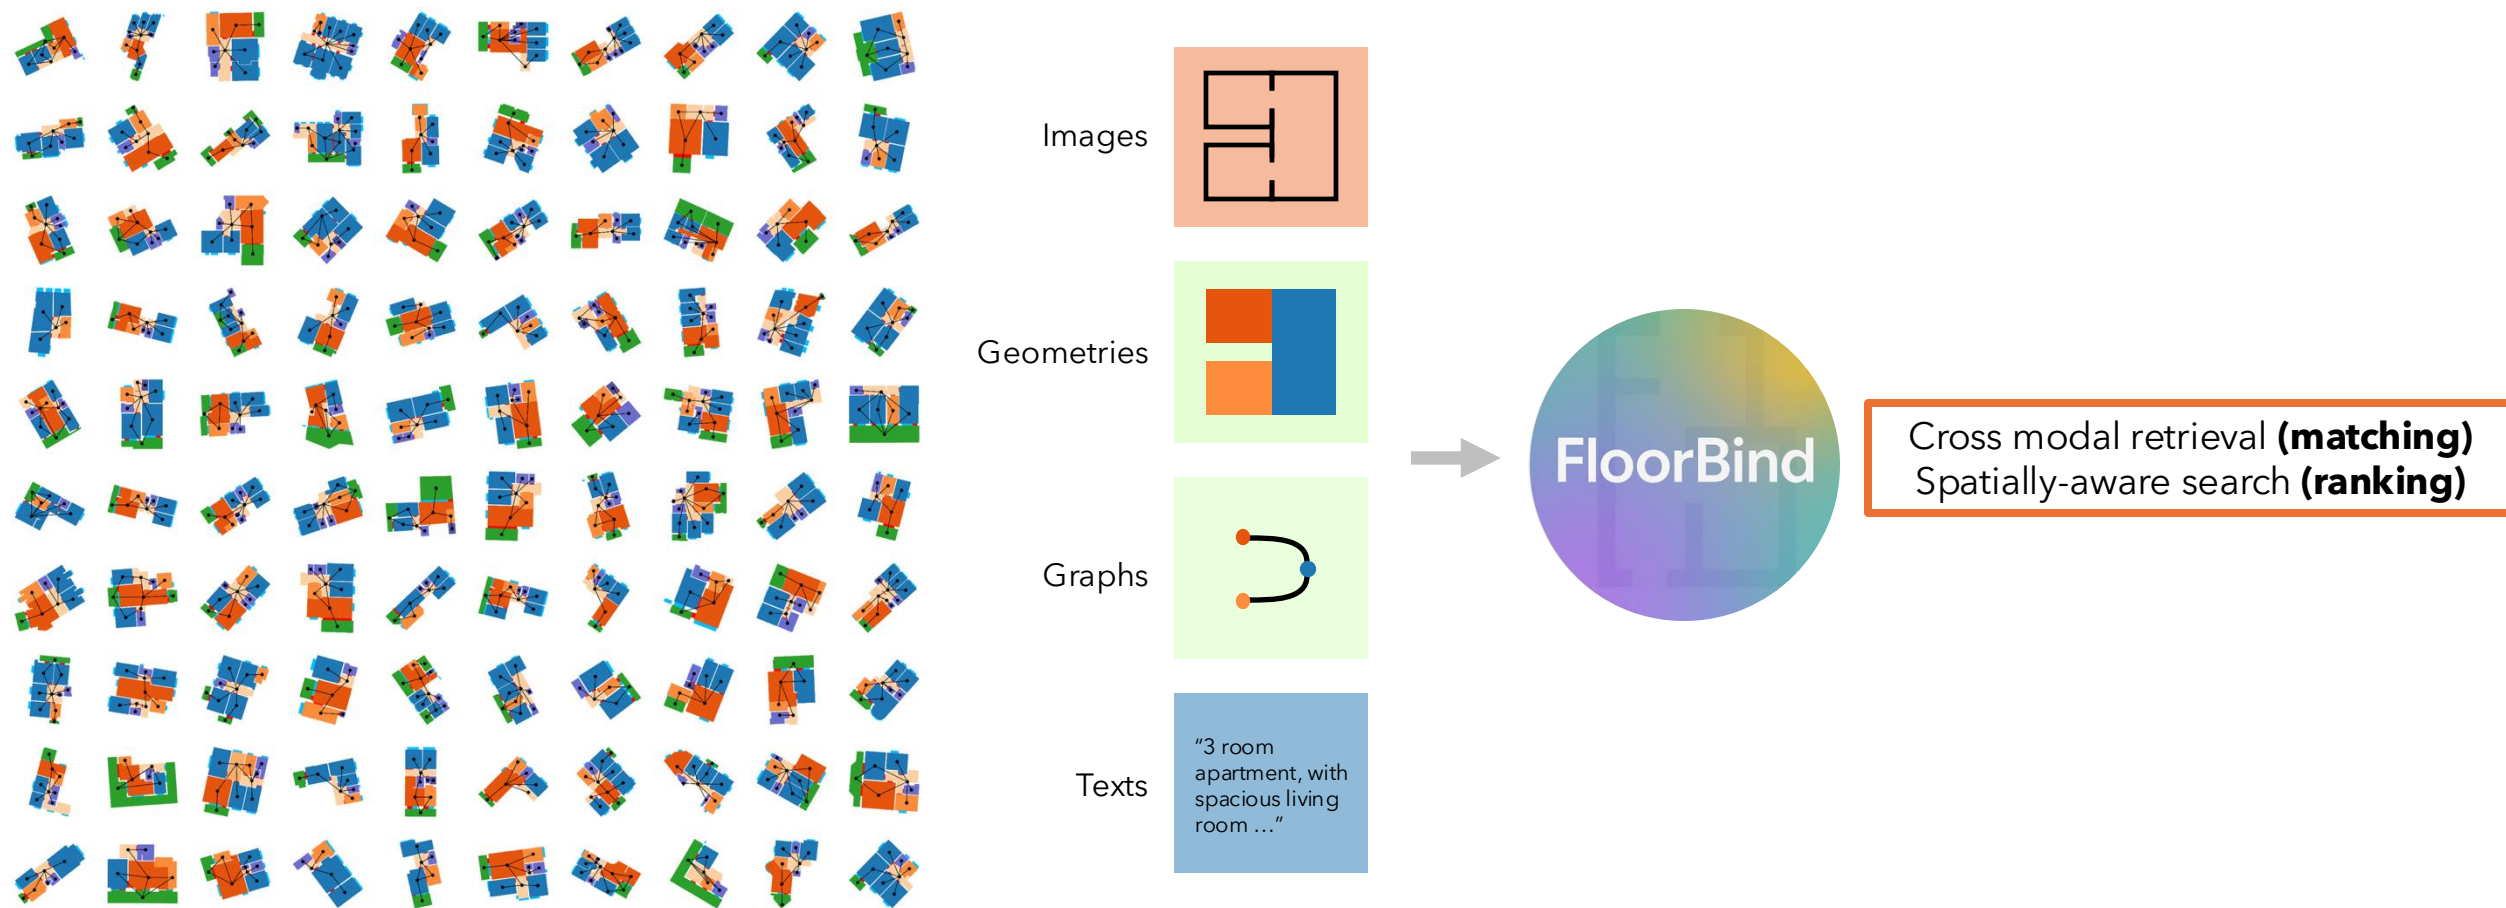 Images
Geometries
Graphs
Texts
“3 room
apartment, with
spacious living
room ...”
FloorBind
Cross modal retrieval (matching)
Spatially-aware search (ranking)